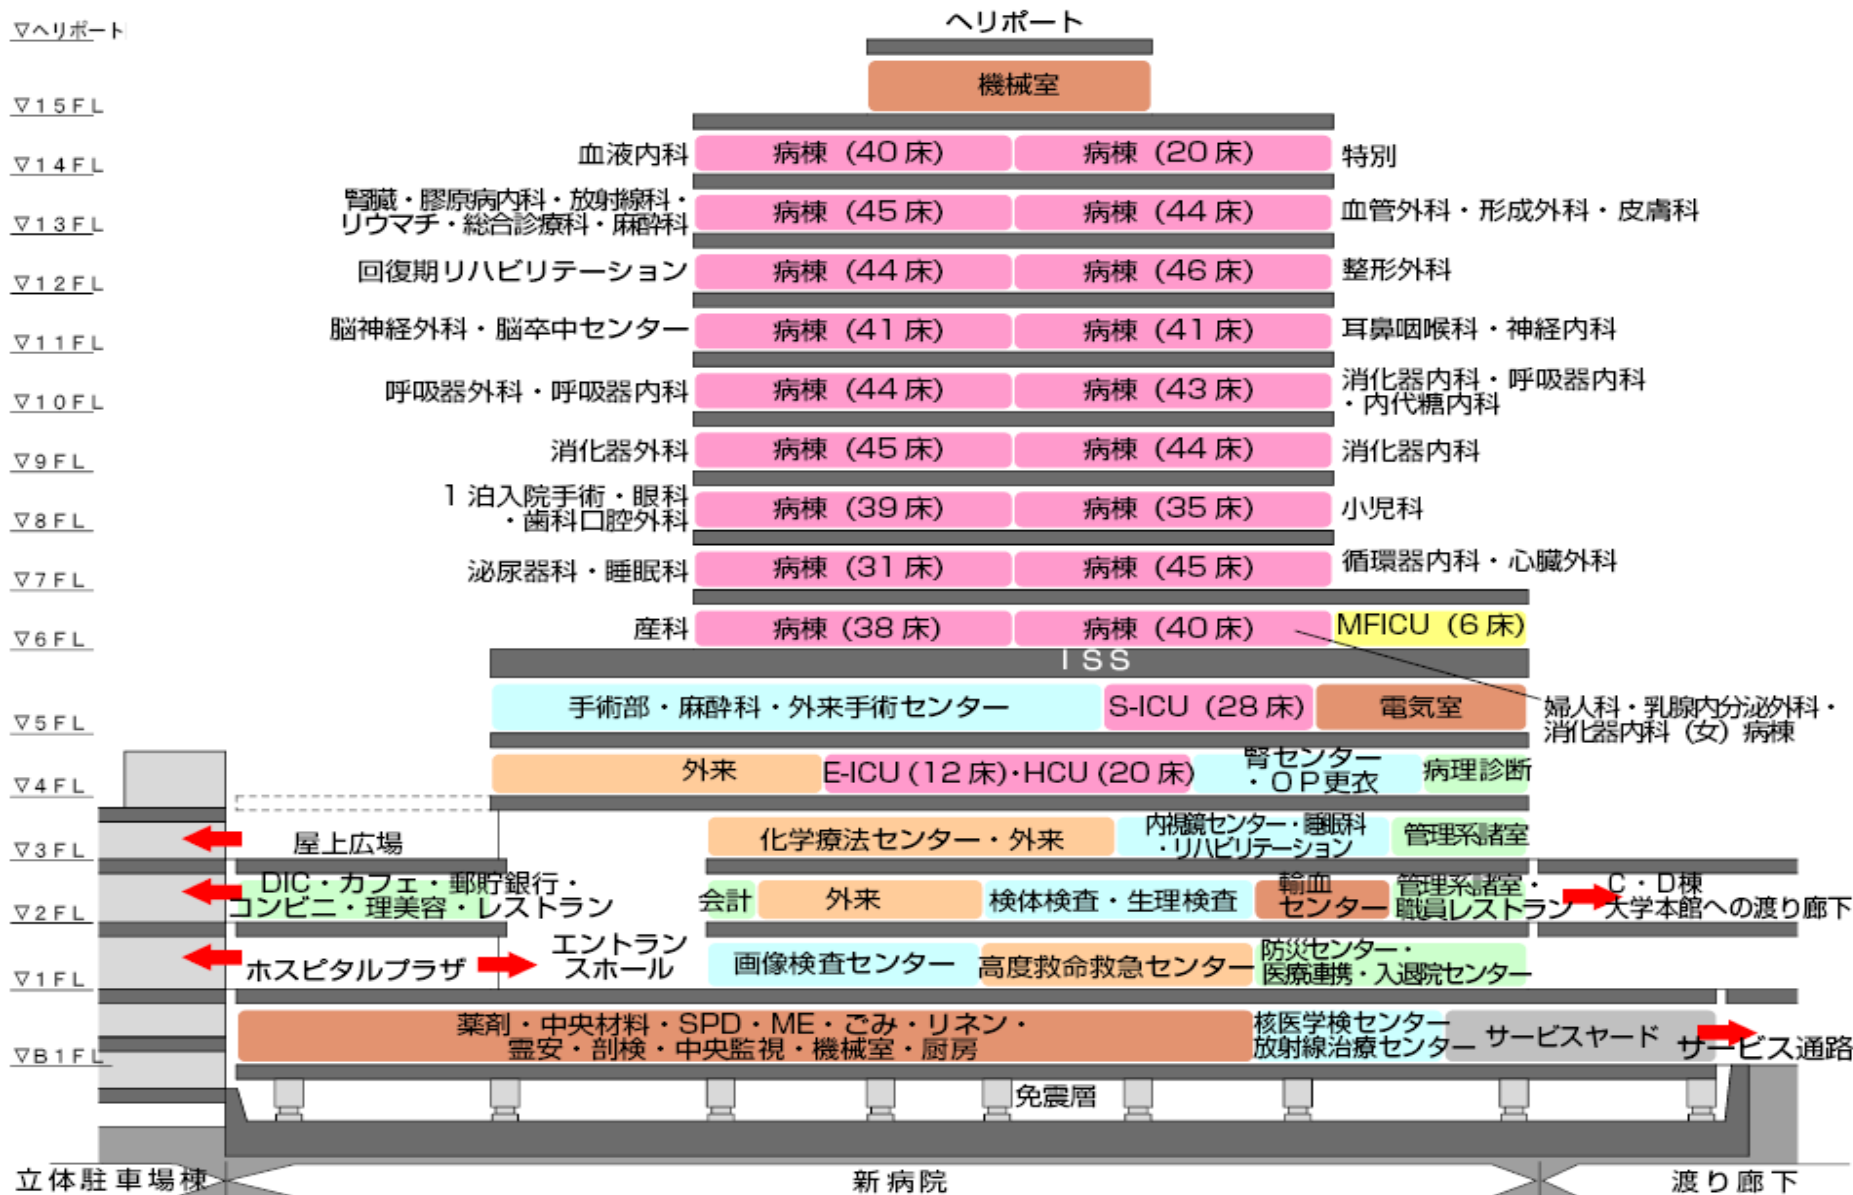 ▽ヘリポート
ヘリポート
機械室
▽15FL
血液内科
病棟（40床）
病棟（20床）
特別
▽14FL
腎臓・膠原病内科・放射線科・
リウマチ・総合診療科・麻酔科
病棟（45床）
病棟（44床）
血管外科・形成外科・皮膚科
▽13FL
回復期リハビリテーション
病棟（44床）
病棟（46床）
整形外科
▽12FL
脳神経外科・脳卒中センター
病棟（41床）
病棟（41床）
耳鼻咽喉科・神経内科
▽11FL
呼吸器外科・呼吸器内科
病棟（44床）
病棟（43床）
消化器内科・呼吸器内科
・内代糖内科
▽10FL
消化器外科
病棟（45床）
病棟（44床）
消化器内科
▽9FL
1泊入院手術・眼科
・歯科口腔外科
病棟（39床）
病棟（35床）
小児科
▽8FL
泌尿器科・睡眠科
病棟（31床）
病棟（45床）
循環器内科・心臓外科
▽7FL
産科
病棟（38床）
病棟（40床）
MFICU（6床）
▽6FL
ISS
手術部・麻酔科・外来手術センター
S-ICU（28床）
電気室
婦人科・乳腺内分泌外科・
消化器内科（女）病棟
▽5FL
外来
E-ICU（12床）・HCU（20床）
腎センター
・OP更衣
病理診断
▽4FL
屋上広場
化学療法センター・外来
内視鏡センター・睡眠科
・リハビリテーション
管理系諸室
▽3FL
DIC・カフェ・郵貯銀行・
コンビニ・理美容・レストラン
会計
外来
検体検査・生理検査
輸血
センター
管理系諸室・
職員レストラン
C・D棟
大学本館への渡り廊下
▽2FL
ホスピタルプラザ
エントラン
スホール
画像検査センター
高度救命救急センター
防災センター・
医療連携・入退院センター
▽1FL
薬剤・中央材料・SPD・ME・ごみ・リネン・
霊安・剖検・中央監視・機械室・厨房
核医学検センター
放射線治療センター
サービスヤード
サービス通路
▽B1FL
免震層
立体駐車場棟
新病院
渡り廊下